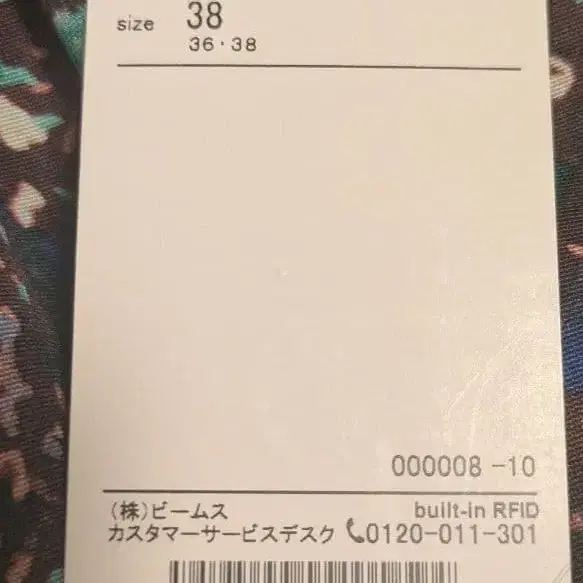 size 38
36・38
000008 -10
(株)ビームス built-in RFID
カスタマーサービスデスク 0120-011-301